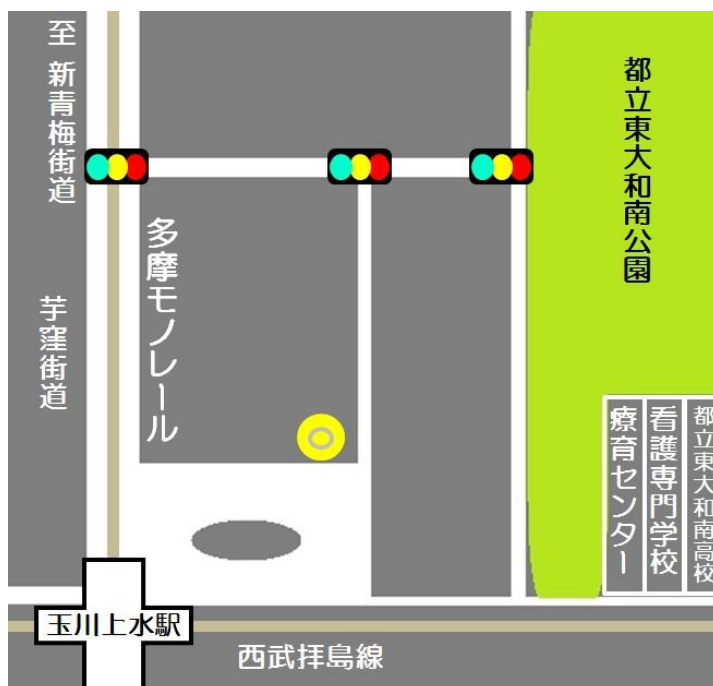 至 新青梅街道
芋窪街道
多摩モノレール
都立東大和南公園
療育センター
看護専門学校
都立東大和南高校
玉川上水駅
西武拝島線